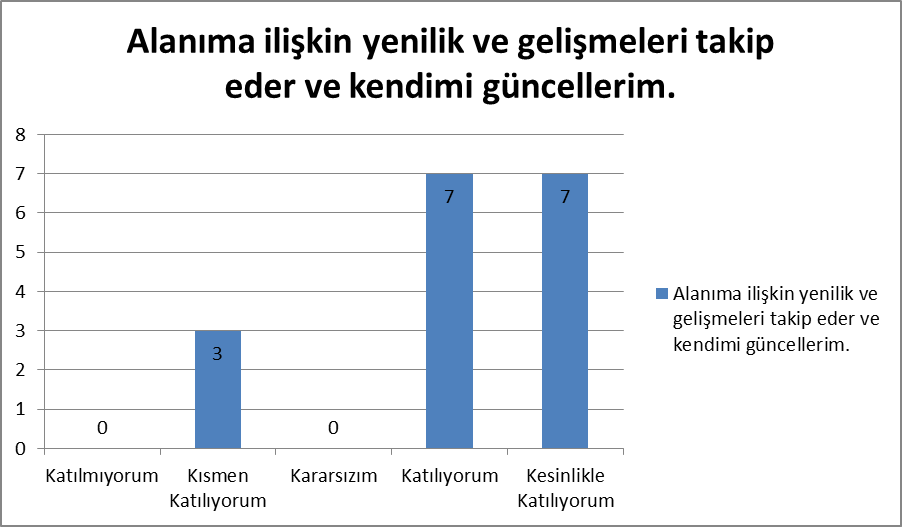 Alanıma ilişkin yenilik ve gelişmeleri takip
eder ve kendimi güncellerim.
8
7
6
5
4
3
2
1
0
0
3
0
7
7
Katılmıyorum
Kısmen
Katılıyorum
Kararsızım
Katılıyorum
Kesinlikle
Katılıyorum
Alanıma ilişkin yenilik ve
gelişmeleri takip eder ve
kendimi güncellerim.